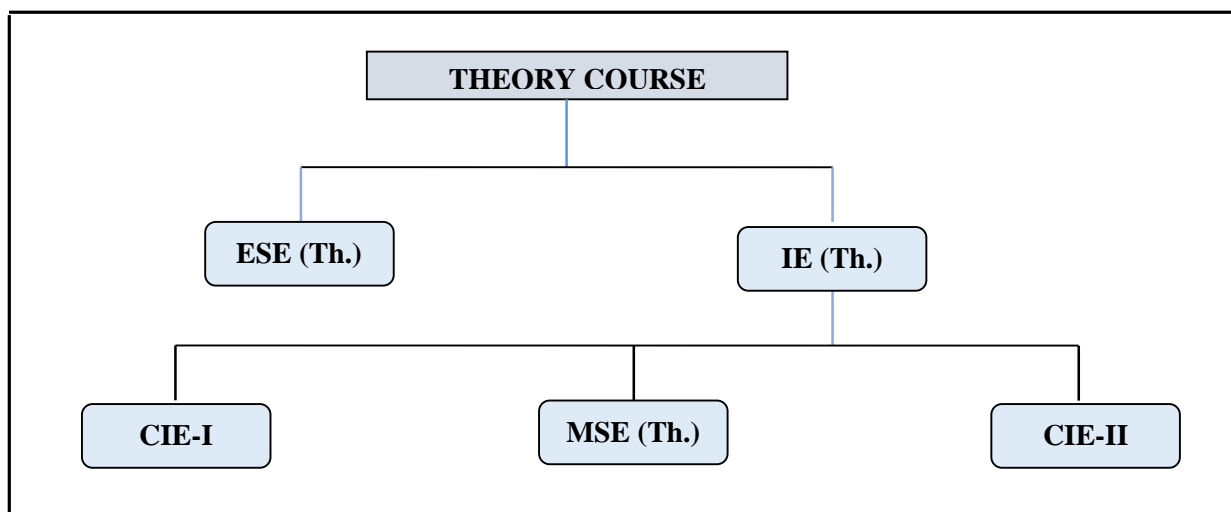 THEORY COURSE
ESE (Th.)
IE (Th.)
CIE-I
MSE (Th.)
CIE-II